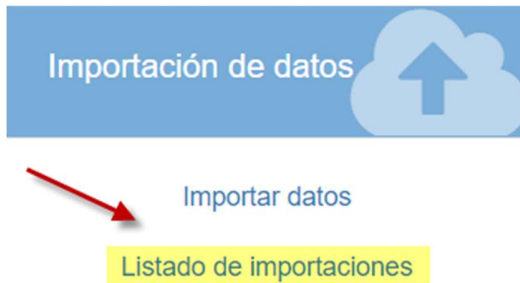 Importación de datos
Importar datos
Listado de importaciones